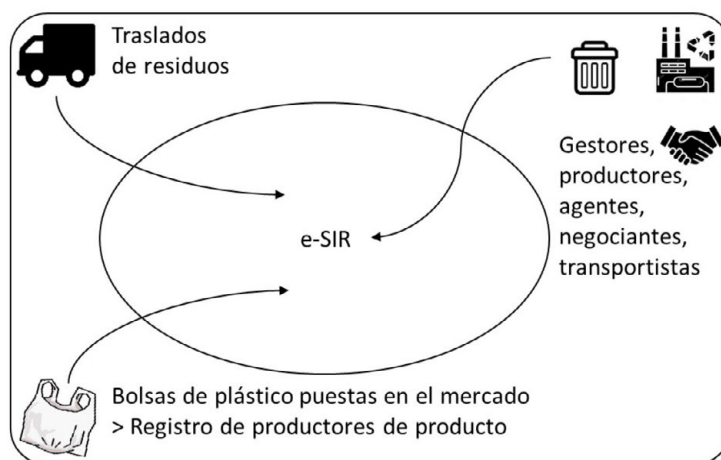 Traslados
de residuos
Gestores,
productores,
agentes,
negociantes,
transportistas
e-SIR
Bolsas de plástico puestas en el mercado
> Registro de productores de producto